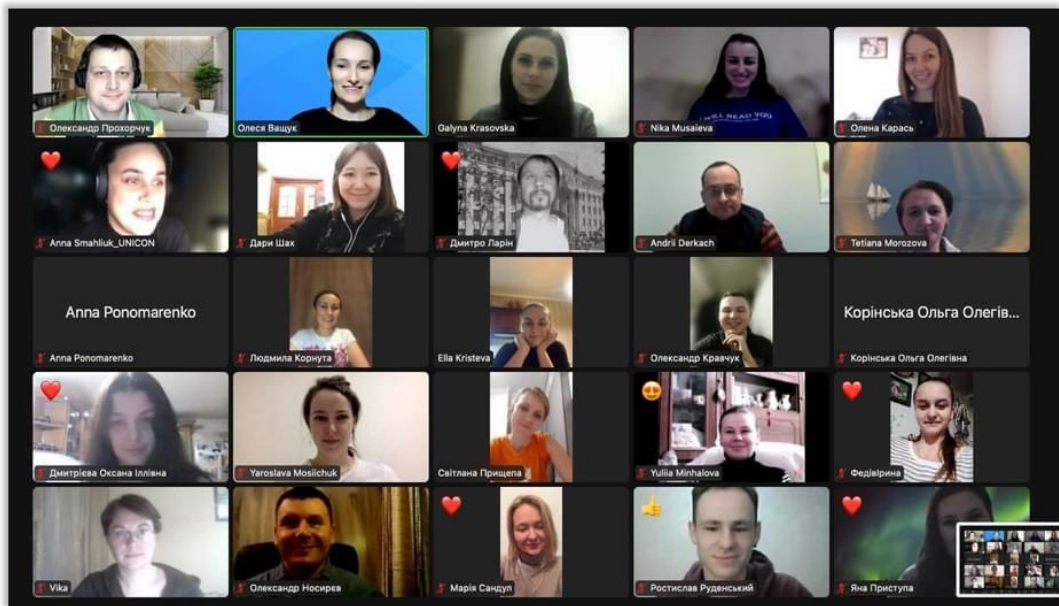 Олександр Прохорчук
Олеся Ващук
Galyna Krasovska
Nika Musaieva
WILL READ YOU
Олена Карась
Anna Smahliuk_UNICON
Дари Шах
Дмитро Ларін
Andrii Derkach
Tetiana Morozova
Anna Ponomarenko
Anna Ponomarenko
Людмила Корнута
Ella Kristeva
Олександр Кравчук
Корінська Ольга Олегів...
Корінська Ольга Олегівна
Дмитрієва Оксана Іллівна
Yaroslava Mosiichuk
Світлана Прищепа
Yuliia Minhalova
ФедівІрина
Vika
Олександр Носирєв
Марія Сандул
Ростислав Руденський
Яна Приступа